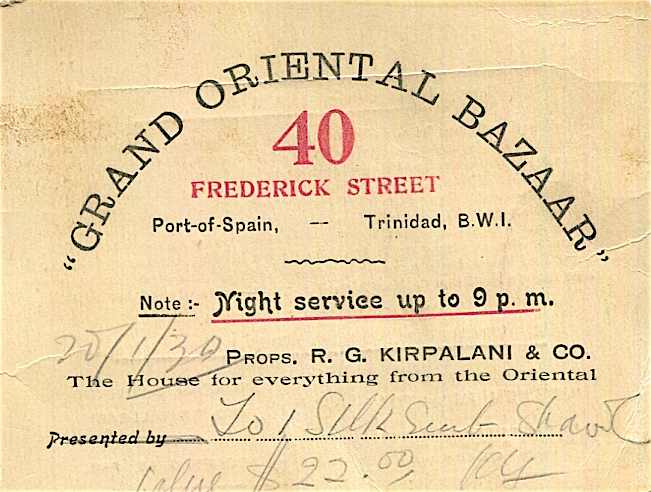 "GRAND ORIENTAL BAZAAR"
40
FREDERICK STREET
Port-of-Spain, — Trinidad, B.W.I.
Note :- Night service up to 9 p. m.
20/1/30
PROPS. R. G. KIRPALANI & CO.
The House for everything from the Oriental
Presented by To 1 Silk Emb Shawl
Value $22.00